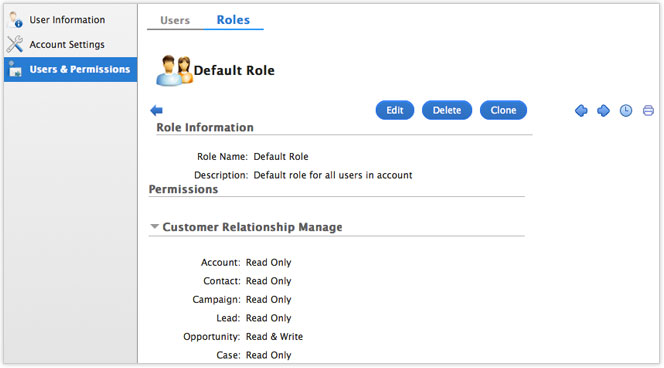 User Information
Account Settings
Users & Permissions
Users Roles
Default Role
Edit Delete Clone
Role Information
Role Name: Default Role
Description: Default role for all users in account
Permissions
Customer Relationship Manage
Account: Read Only
Contact: Read Only
Campaign: Read Only
Lead: Read Only
Opportunity: Read & Write
Case: Read Only